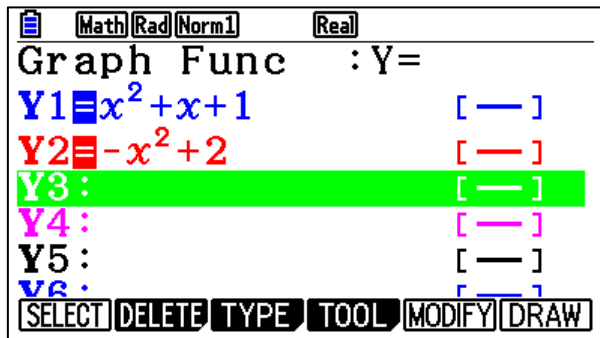 Math Rad Norm1 Real
Graph Func :Y=
Y1=x²+x+1 [—]
Y2=-x²+2 [—]
Y3: [—]
Y4: [—]
Y5: [—]
Y6: [—]
SELECT DELETE TYPE TOOL MODIFY DRAW